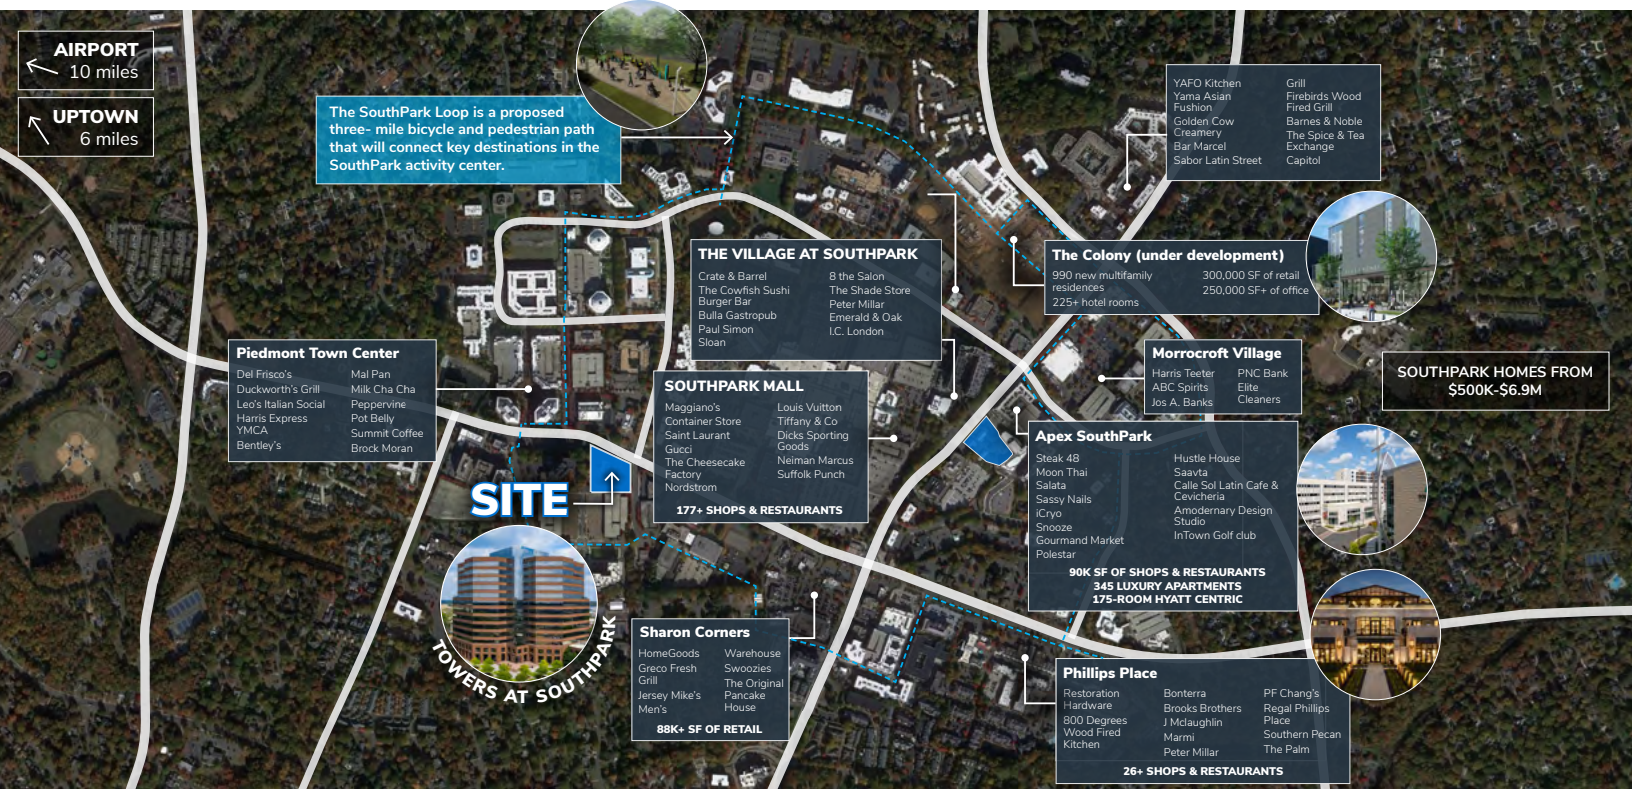 AIRPORT
10 miles
UPTOWN
6 miles
The SouthPark Loop is a proposed
three- mile bicycle and pedestrian path
that will connect key destinations in the
SouthPark activity center.
YAFO Kitchen
Yama Asian
Fushion
Golden Cow
Creamery
Bar Marcel
Sabor Latin Street
Grill
Firebirds Wood
Fired Grill
Barnes & Noble
The Spice & Tea
Exchange
Capitol
THE VILLAGE AT SOUTHPARK
Crate & Barrel
The Cowfish Sushi
Burger Bar
Bulla Gastropub
Paul Simon
Sloan
8 the Salon
The Shade Store
Peter Millar
Emerald & Oak
I.C. London
The Colony (under development)
990 new multifamily
residences
225+ hotel rooms
300,000 SF of retail
250,000 SF+ of office
Piedmont Town Center
Del Frisco's
Duckworth's Grill
Leo's Italian Social
Harris Express
YMCA
Bentley's
Mal Pan
Milk Cha Cha
Peppervine
Pot Belly
Summit Coffee
Brock Moran
SOUTHPARK MALL
Maggiano's
Container Store
Saint Laurant
Gucci
The Cheesecake
Factory
Nordstrom
Louis Vuitton
Tiffany & Co
Dicks Sporting
Goods
Neiman Marcus
Suffolk Punch
177+ SHOPS & RESTAURANTS
Morrocroft Village
Harris Teeter
ABC Spirits
Jos A. Banks
PNC Bank
Elite
Cleaners
SOUTHPARK HOMES FROM
$500K-$6.9M
Apex SouthPark
Steak 48
Moon Thai
Salata
Sassy Nails
iCryo
Snooze
Gourmand Market
Polestar
Hustle House
Saavta
Calle Sol Latin Cafe &
Cevicheria
Amodernary Design
Studio
InTown Golf club
90K SF OF SHOPS & RESTAURANTS
345 LUXURY APARTMENTS
175-ROOM HYATT CENTRIC
SITE
TOWERS AT SOUTHPARK
Sharon Corners
HomeGoods
Greco Fresh
Grill
Jersey Mike's
Men's
Warehouse
Swoozies
The Original
Pancake
House
88K+ SF OF RETAIL
Phillips Place
Restoration
Hardware
800 Degrees
Wood Fired
Kitchen
Bonterra
Brooks Brothers
J Mclaughlin
Marmi
Peter Millar
PF Chang's
Regal Phillips
Place
Southern Pecan
The Palm
26+ SHOPS & RESTAURANTS